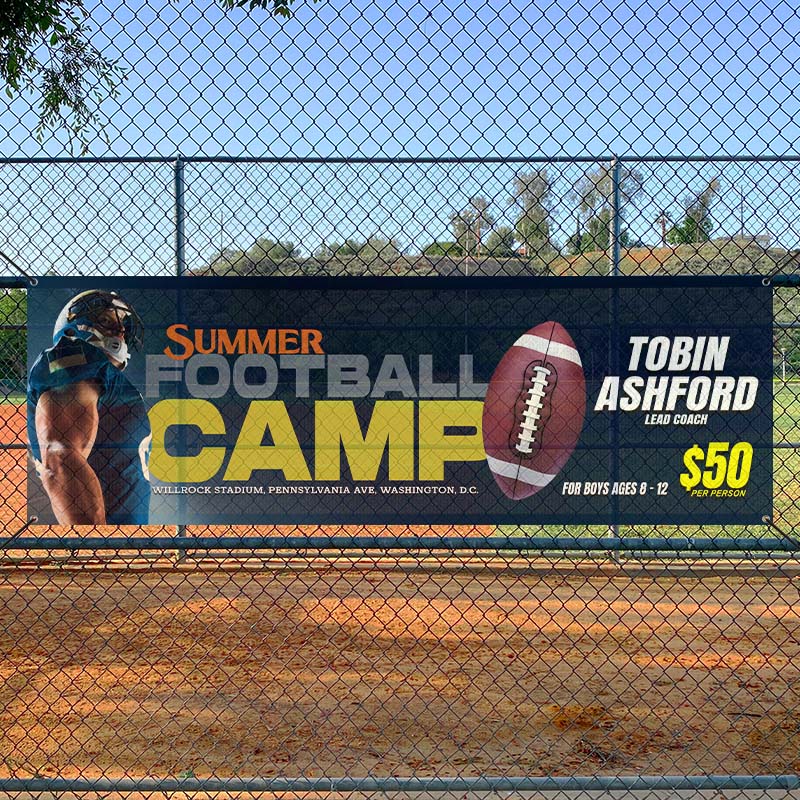 SUMMER
FOOTBALL
CAMP
WILLROCK STADIUM, PENNSYLVANIA AVE, WASHINGTON, D.C.
TOBIN
ASHFORD
LEAD COACH
FOR BOYS AGES 8 - 12
$50
PER PERSON